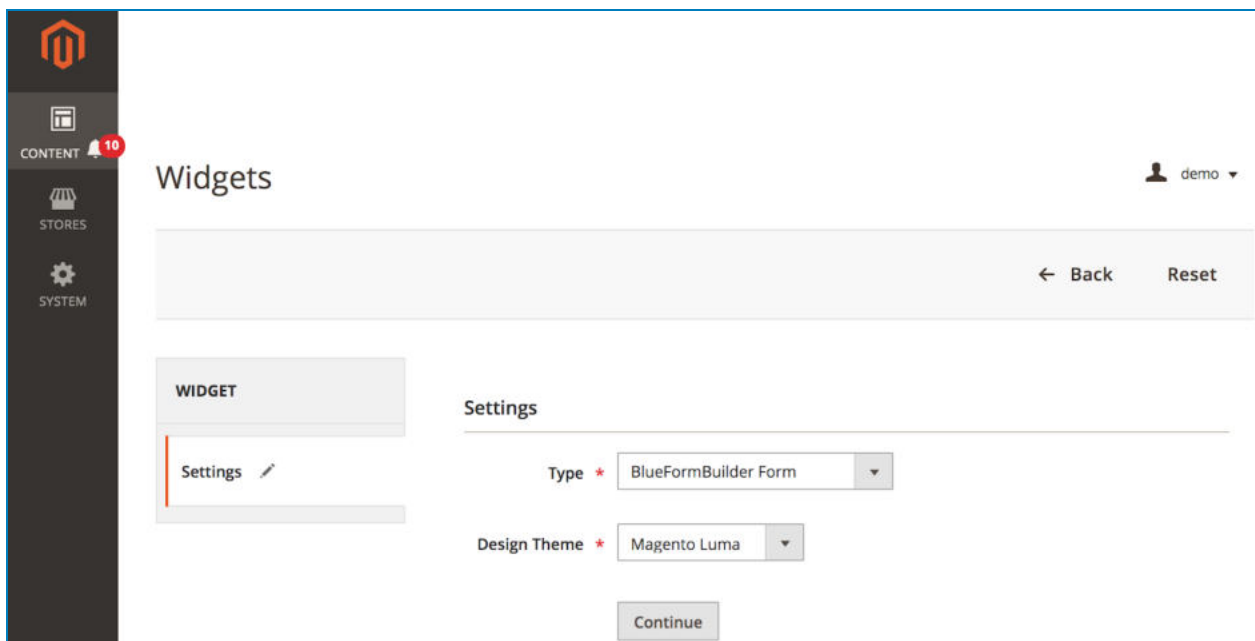 CONTENT 10
STORES
SYSTEM
Widgets
demo
Back Reset
WIDGET
Settings
Settings
Type * BlueFormBuilder Form
Design Theme * Magento Luma
Continue